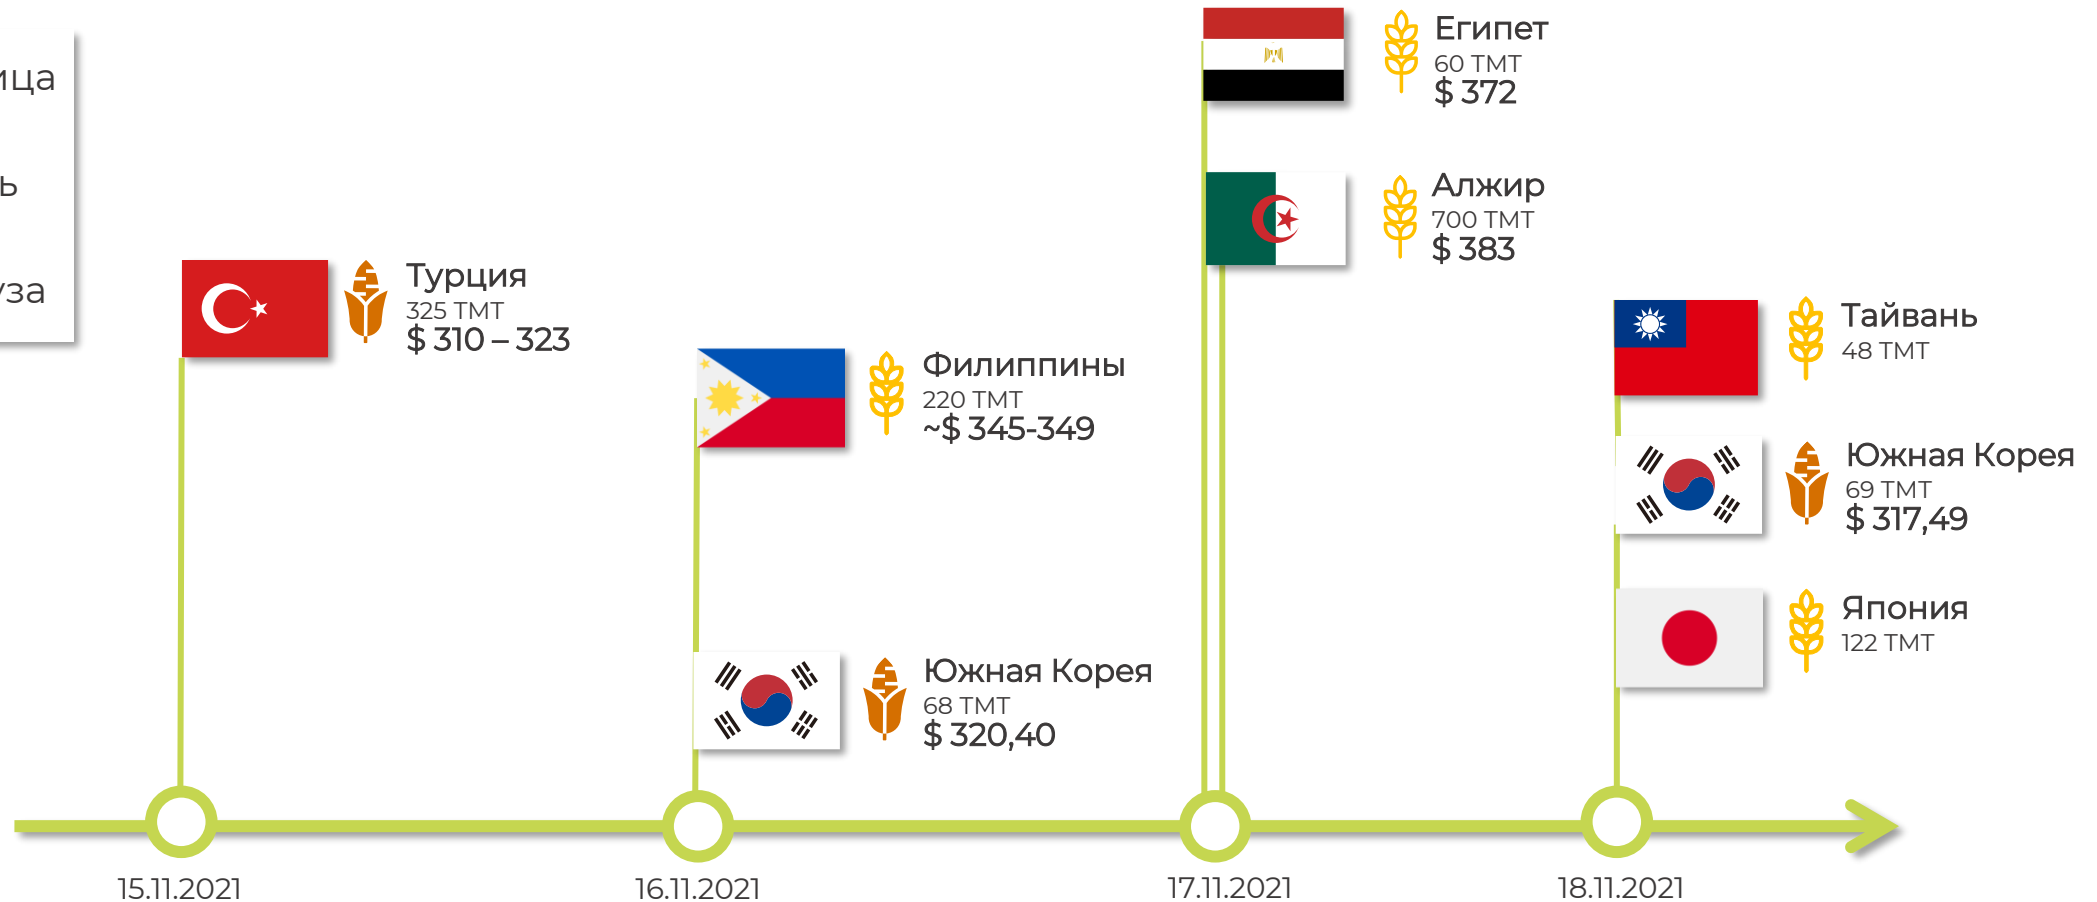 Турция
325 ТМТ
$ 310 – 323
Филиппины
220 ТМТ
~$ 345-349
Южная Корея
68 ТМТ
$ 320,40
Египет
60 ТМТ
$ 372
Алжир
700 ТМТ
$ 383
Тайвань
48 ТМТ
Южная Корея
69 ТМТ
$ 317,49
Япония
122 ТМТ
15.11.2021
16.11.2021
17.11.2021
18.11.2021